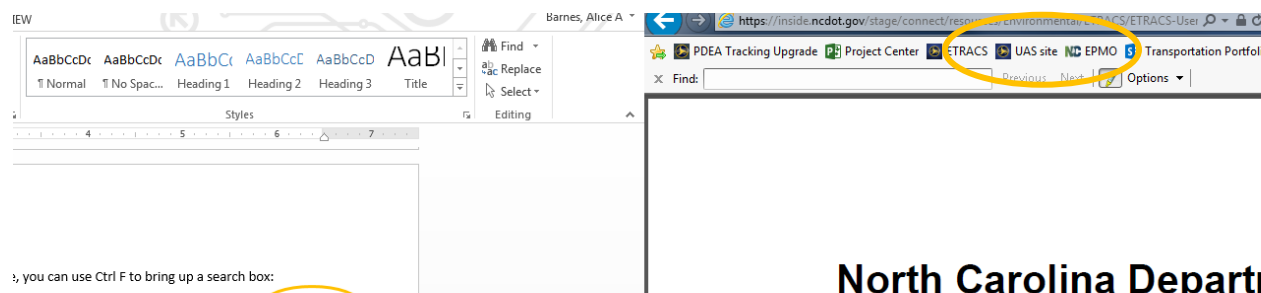 IEW
Barnes, Alice A
AaBbCcDc AaBbCcDc AaBbCc AaBbCcC AaBbCcD AaBl
¶ Normal ¶ No Spac... Heading 1 Heading 2 Heading 3 Title
Styles
Find
Replace
Select
Editing
4 5 6 7
, you can use Ctrl F to bring up a search box:
https://inside.ncdot.gov/stage/connect/resources/Environmental/ETRACS/ETRACS-User
PDEA Tracking Upgrade Project Center ETRACS UAS site NC EPMO Transportation Portfol
x Find: Previous Next Options
North Carolina Depart